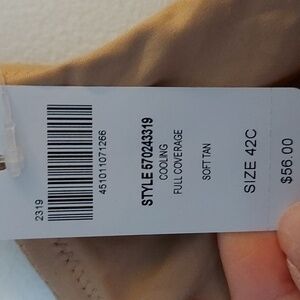 2319
451011071266
STYLE 570243319
COOLING
FULL COVERAGE
SOFT TAN
SIZE 42C
$56.00